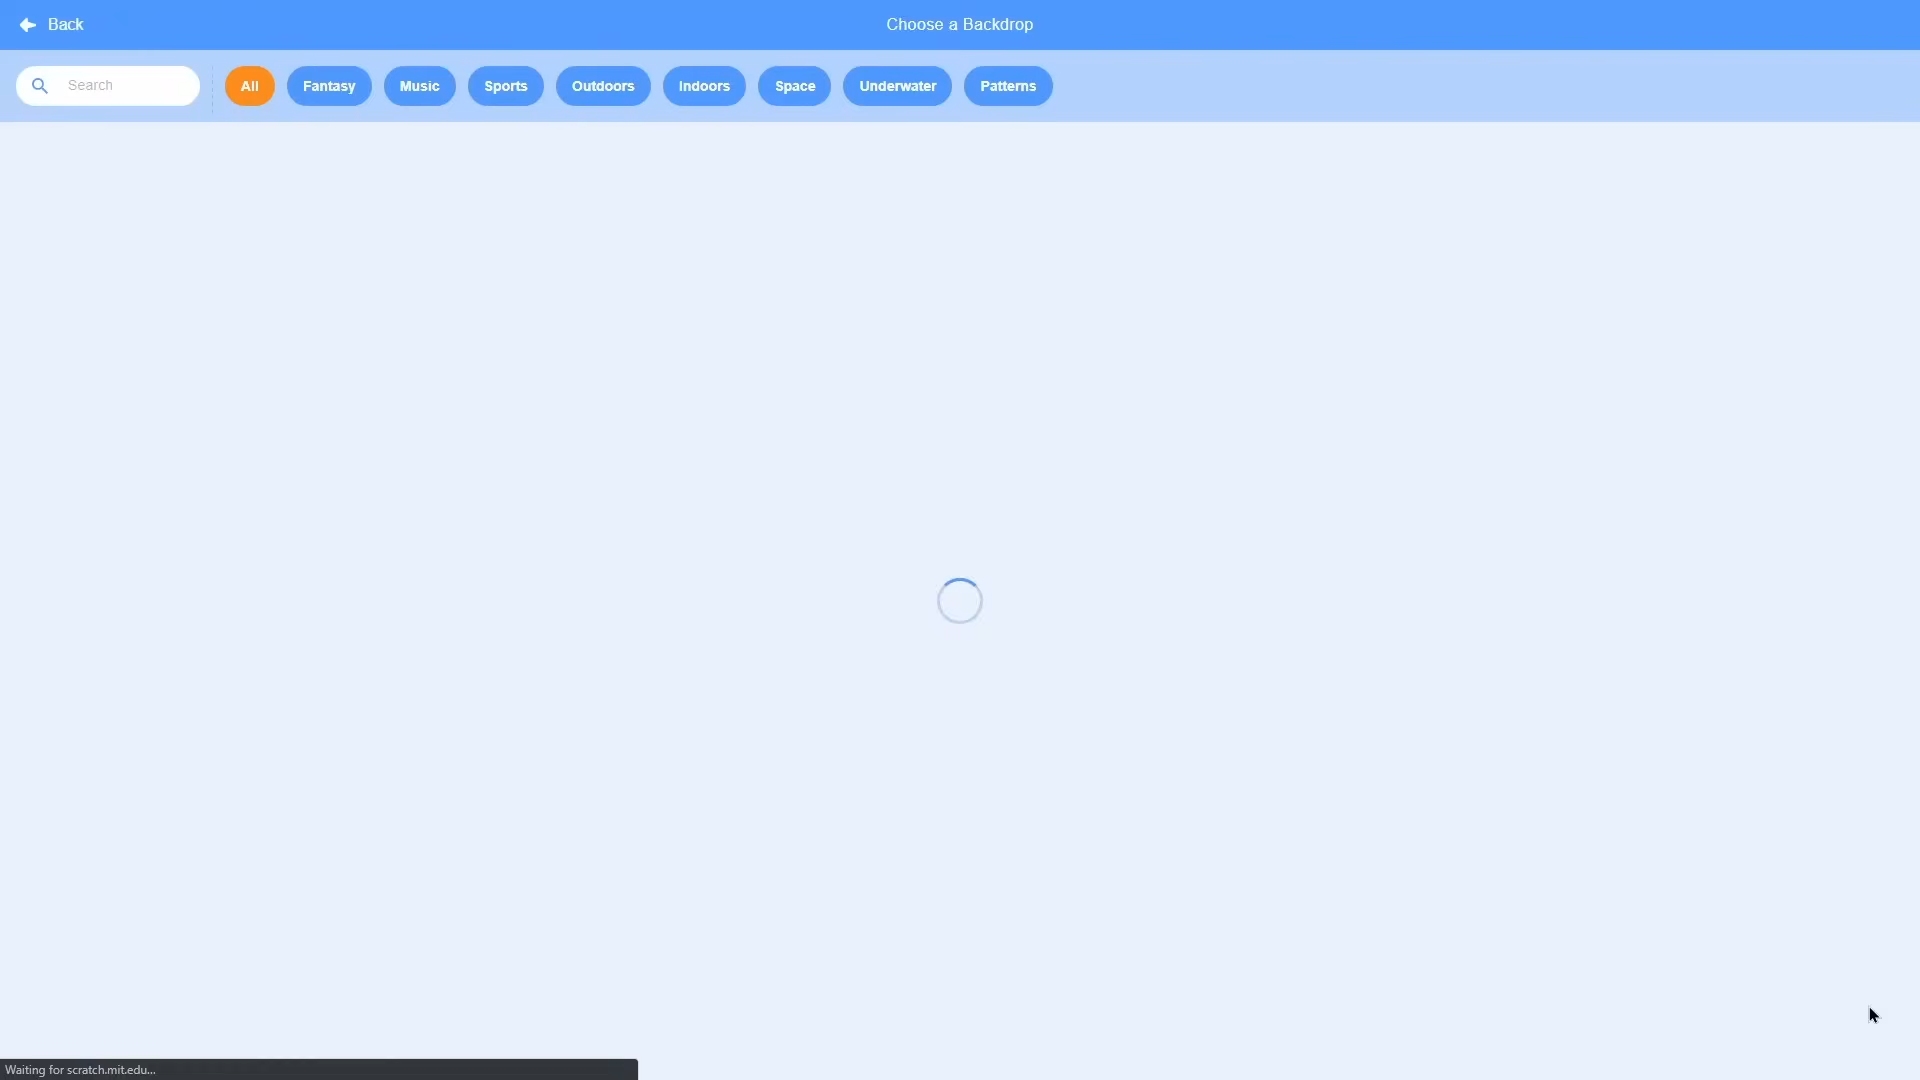 Back
Choose a Backdrop
Search
All
Fantasy
Music
Sports
Outdoors
Indoors
Space
Underwater
Patterns
Waiting for scratch.mit.edu...